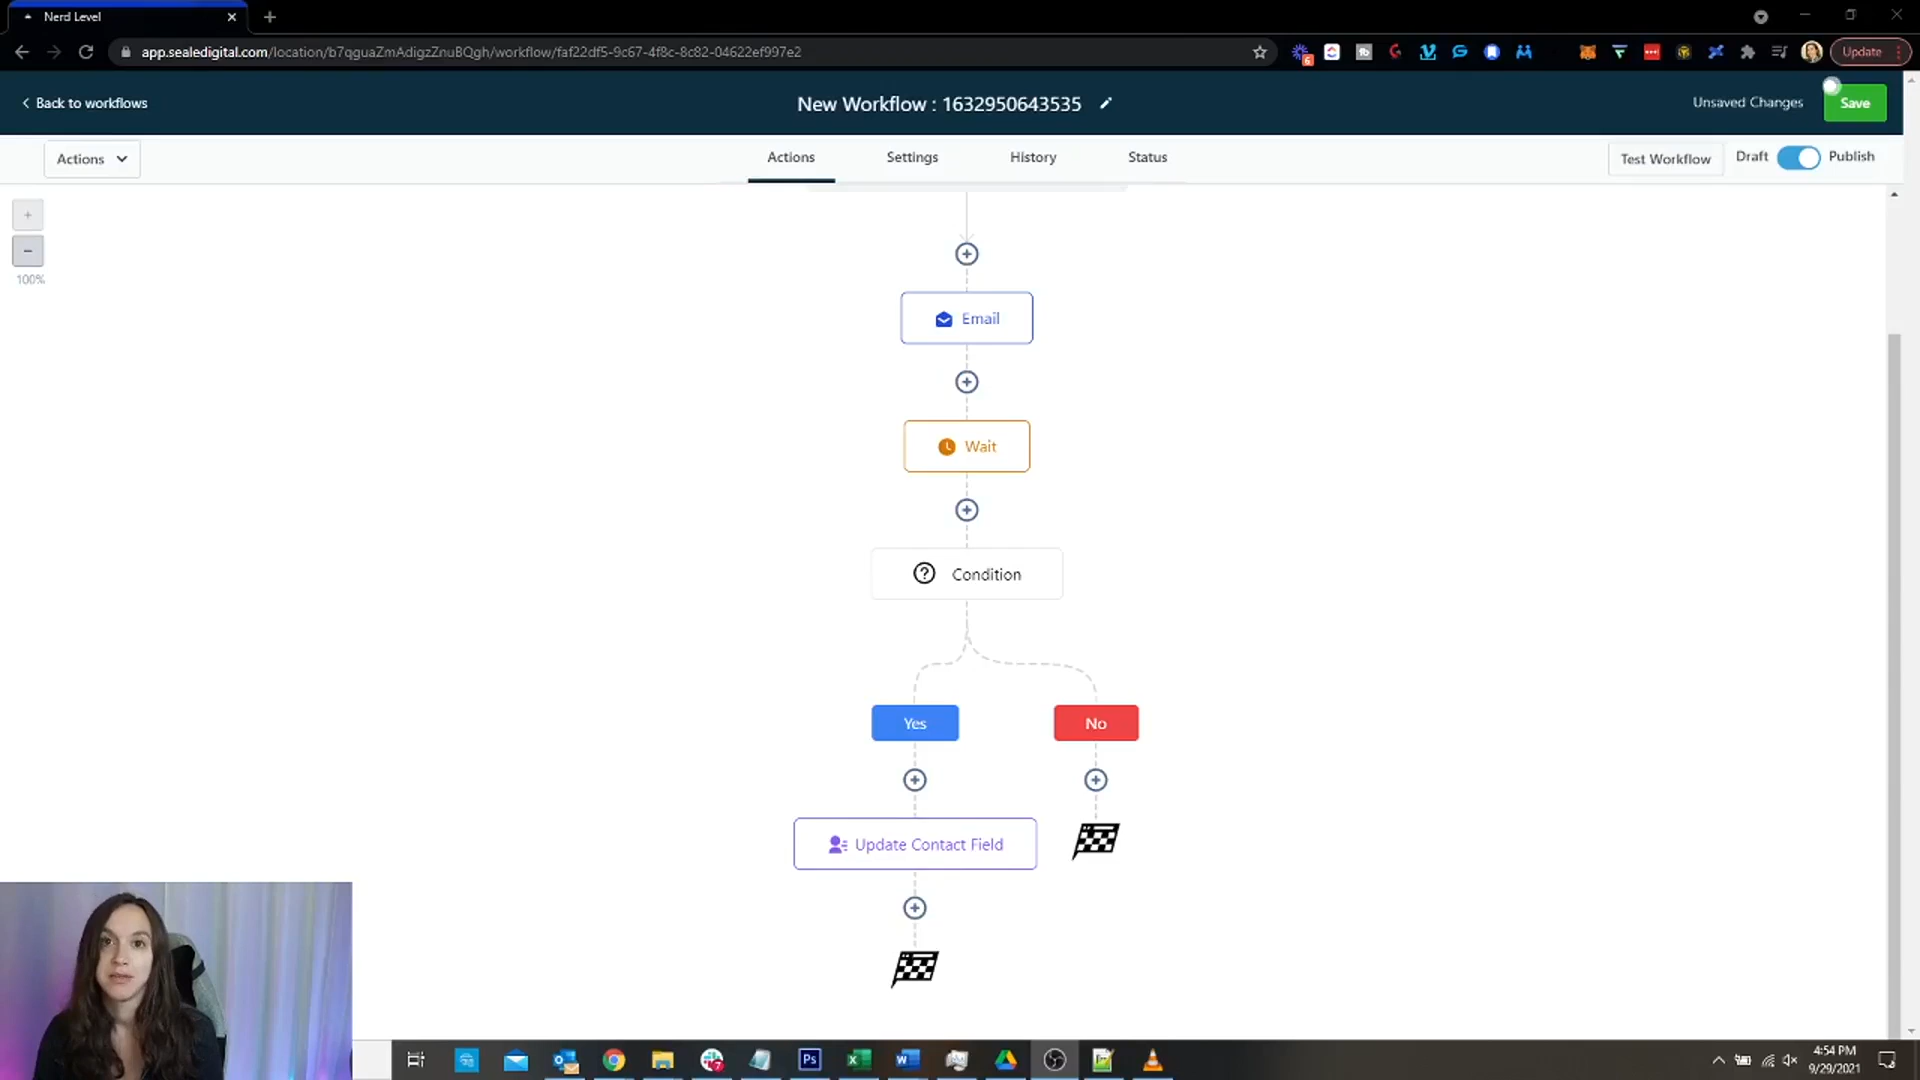 Nerd Level
app.sealedigital.com/location/b7qguaZmAdigzZnuBQgh/workflow/faf22df5-9c67-4f8c-8c82-04622ef997e2
6
Update
Back to workflows
New Workflow : 1632950643535
Unsaved Changes
Save
Actions
Actions
Settings
History
Status
Test Workflow
Draft
Publish
100%
Email
Wait
Condition
Yes
No
Update Contact Field
Ps
4:54 PM
9/29/2021